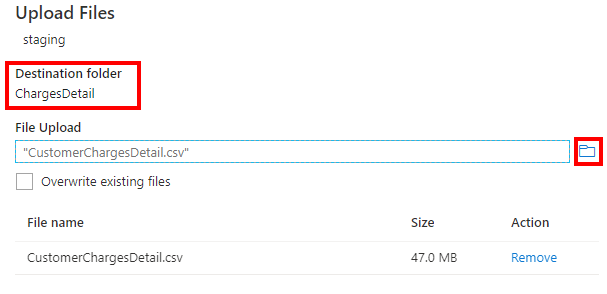 Upload Files
staging
Destination folder
ChargesDetail
File Upload
"CustomerChargesDetail.csv"
Overwrite existing files
File name Size Action
CustomerChargesDetail.csv 47.0 MB Remove